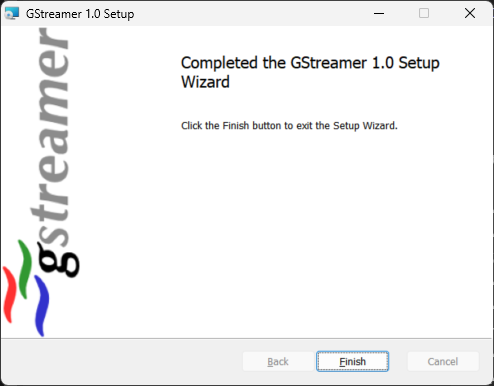 GStreamer 1.0 Setup
gstreamer
Completed the GStreamer 1.0 Setup
Wizard
Click the Finish button to exit the Setup Wizard.
Back
Finish
Cancel